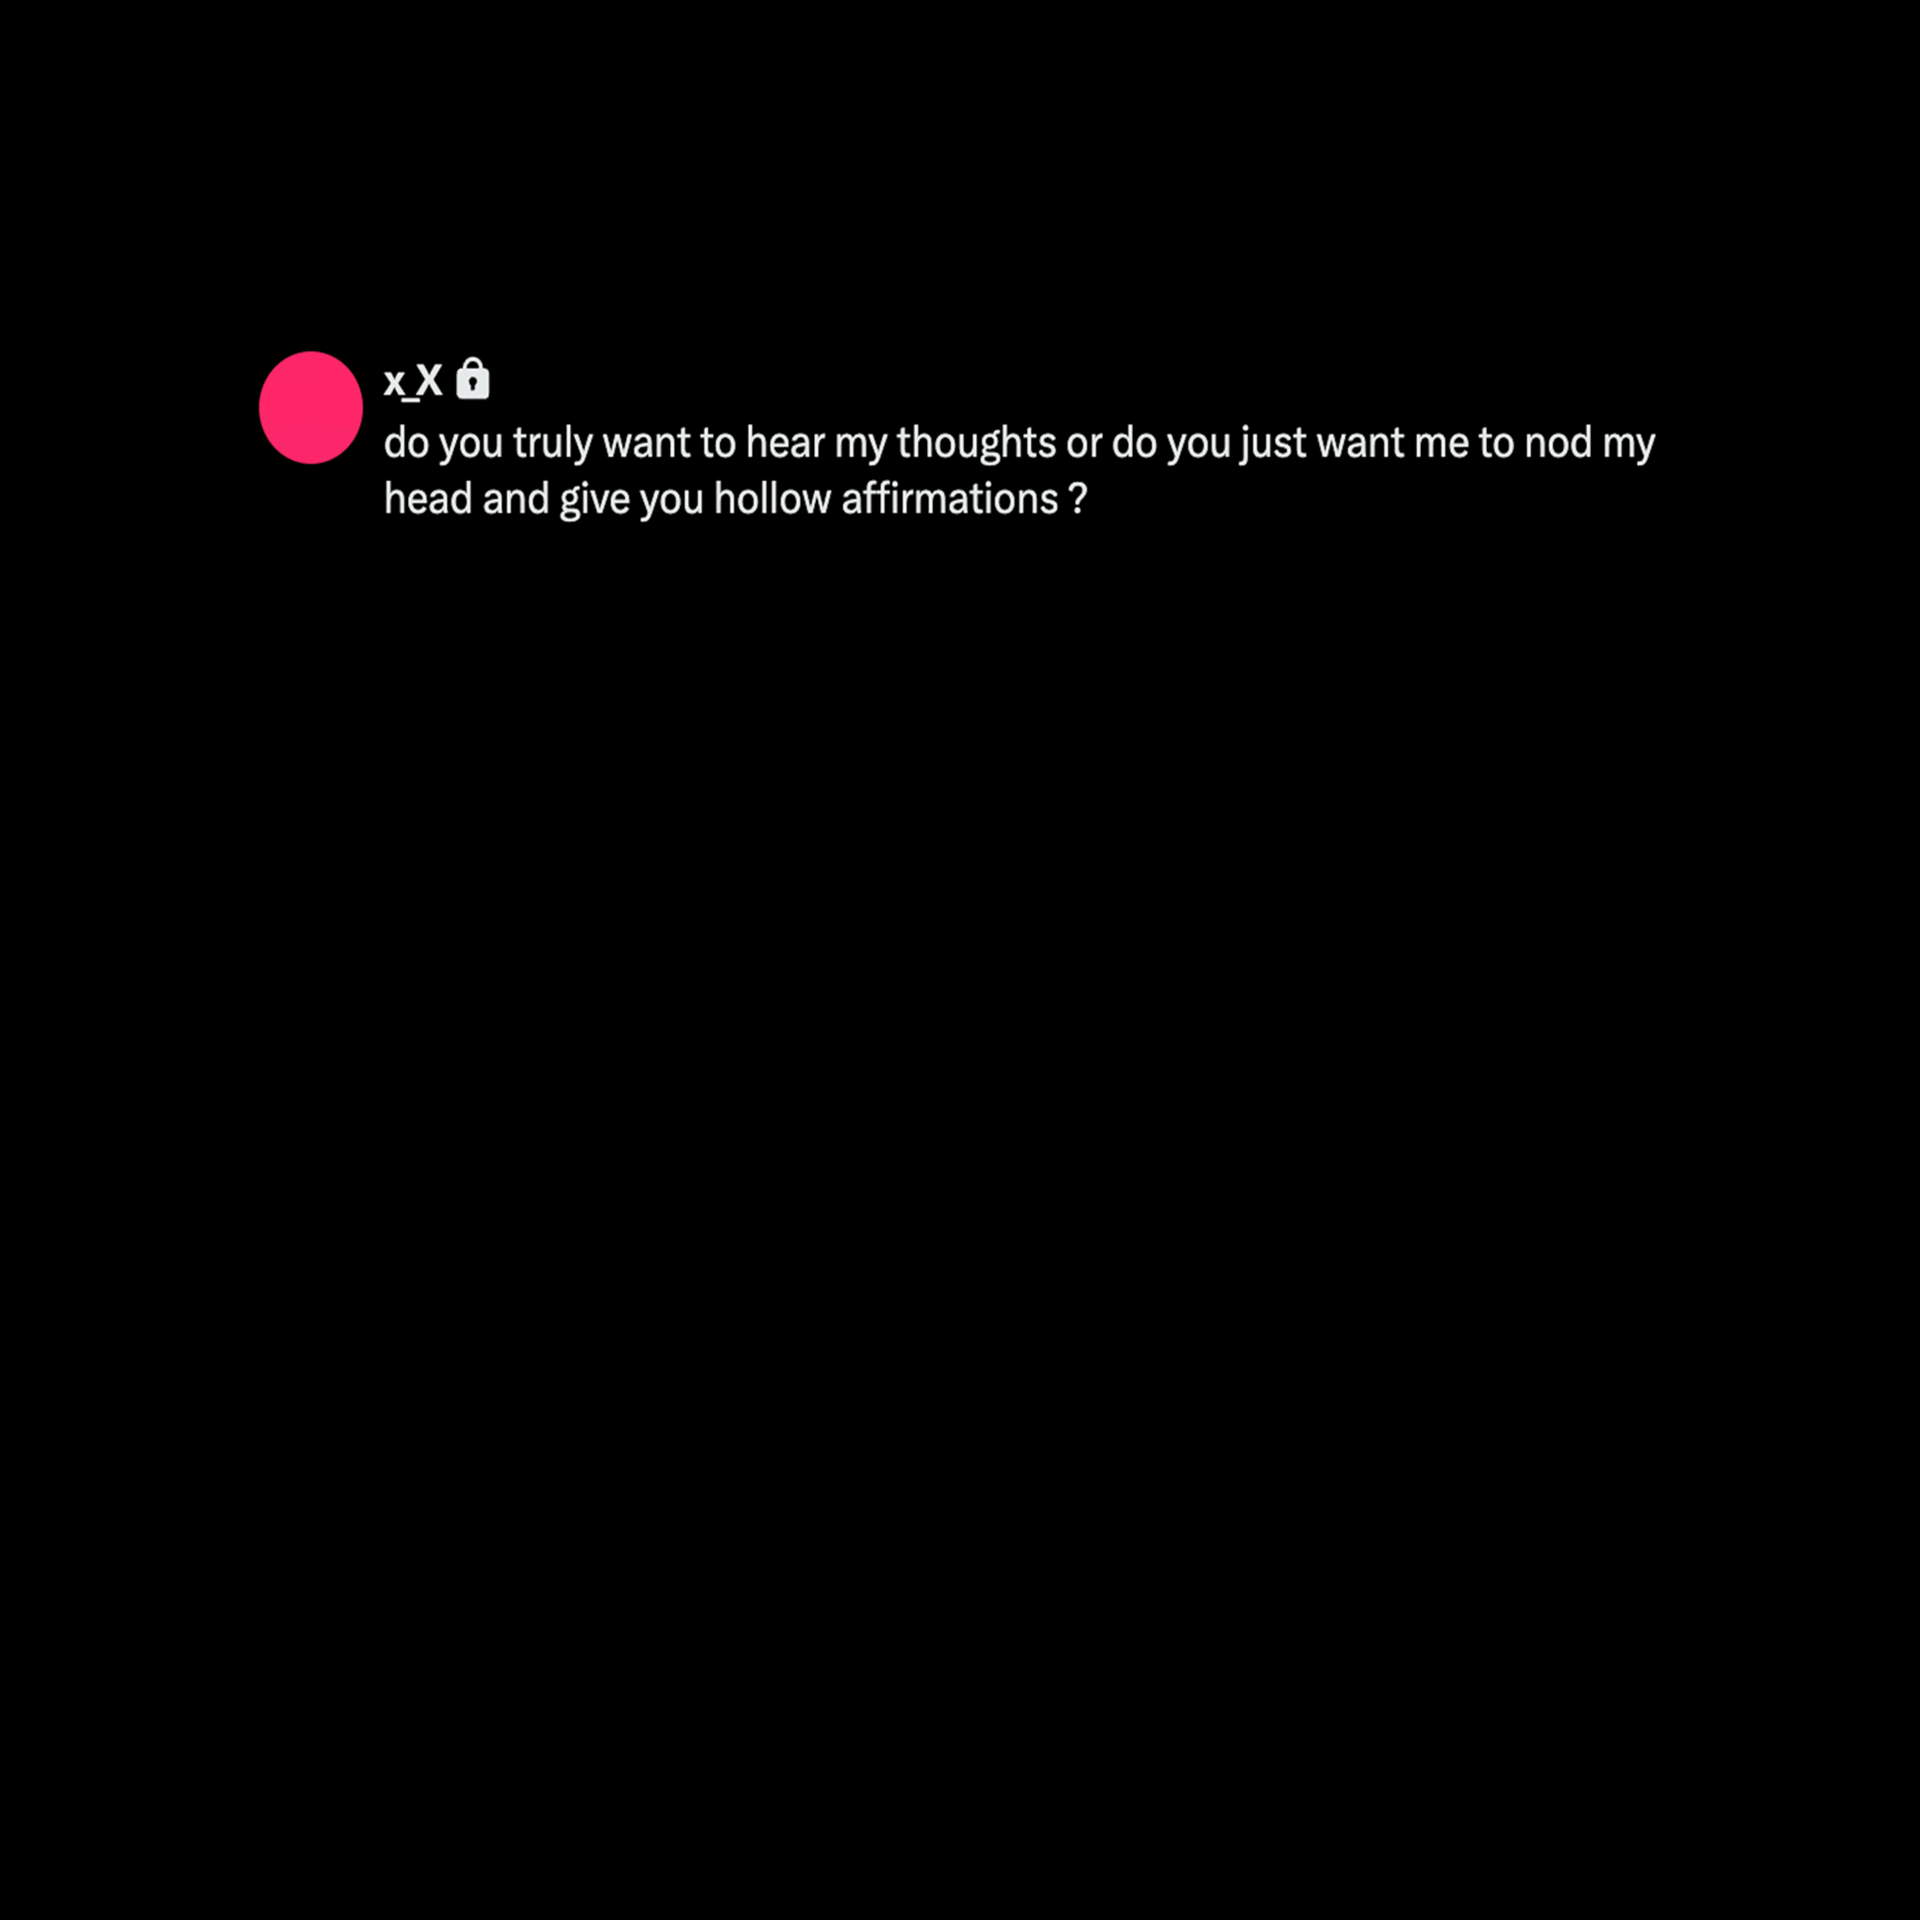 x_X
do you truly want to hear my thoughts or do you just want me to nod my
head and give you hollow affirmations ?